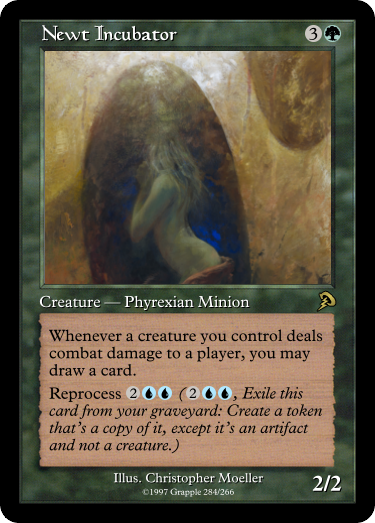 Newt Incubator 3
Creature — Phyrexian Minion
Whenever a creature you control deals
combat damage to a player, you may
draw a card.
Reprocess 2 (2, Exile this
card from your graveyard: Create a token
that's a copy of it, except it's an artifact
and not a creature.)
Illus. Christopher Moeller
©1997 Grapple 284/266
2/2